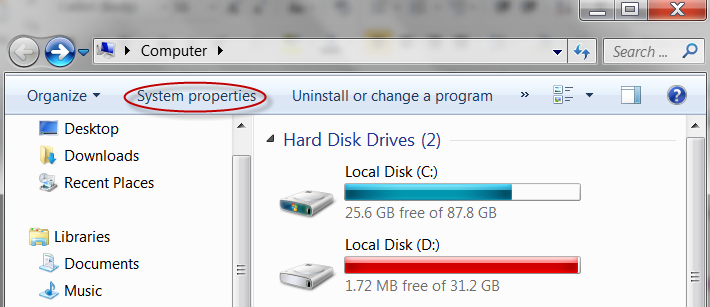 Computer
Search ...
Organize
System properties
Uninstall or change a program
»
Desktop
Downloads
Recent Places
Libraries
Documents
Music
Hard Disk Drives (2)
Local Disk (C:)
25.6 GB free of 87.8 GB
Local Disk (D:)
1.72 MB free of 31.2 GB